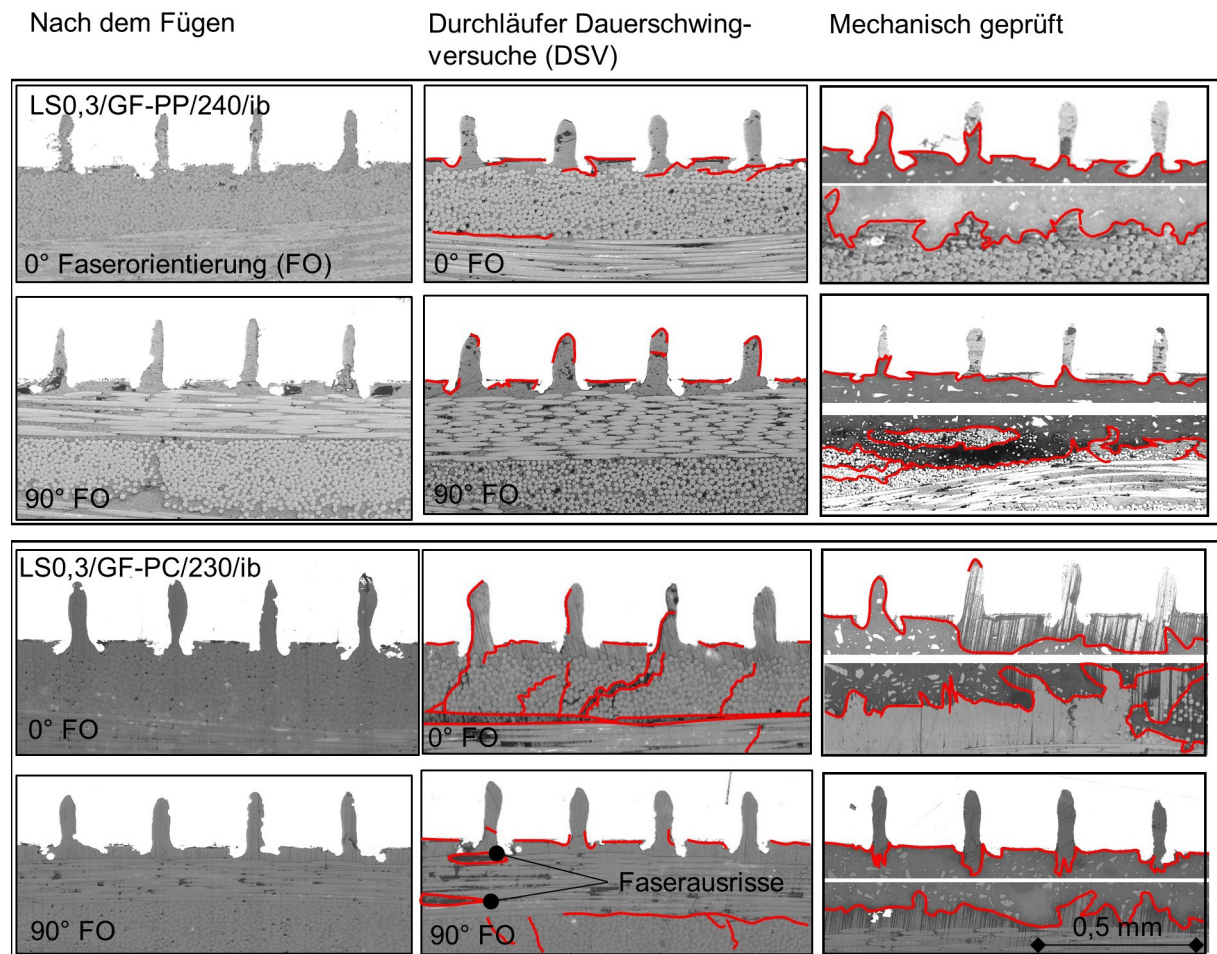 Nach dem Fügen
Durchläufer Dauerschwing-
versuche (DSV)
Mechanisch geprüft
LS0,3/GF-PP/240/ib
0° Faserorientierung (FO)
0° FO
90° FO
90° FO
LS0,3/GF-PC/230/ib
0° FO
0° FO
Faserausrisse
90° FO
90° FO
0,5 mm